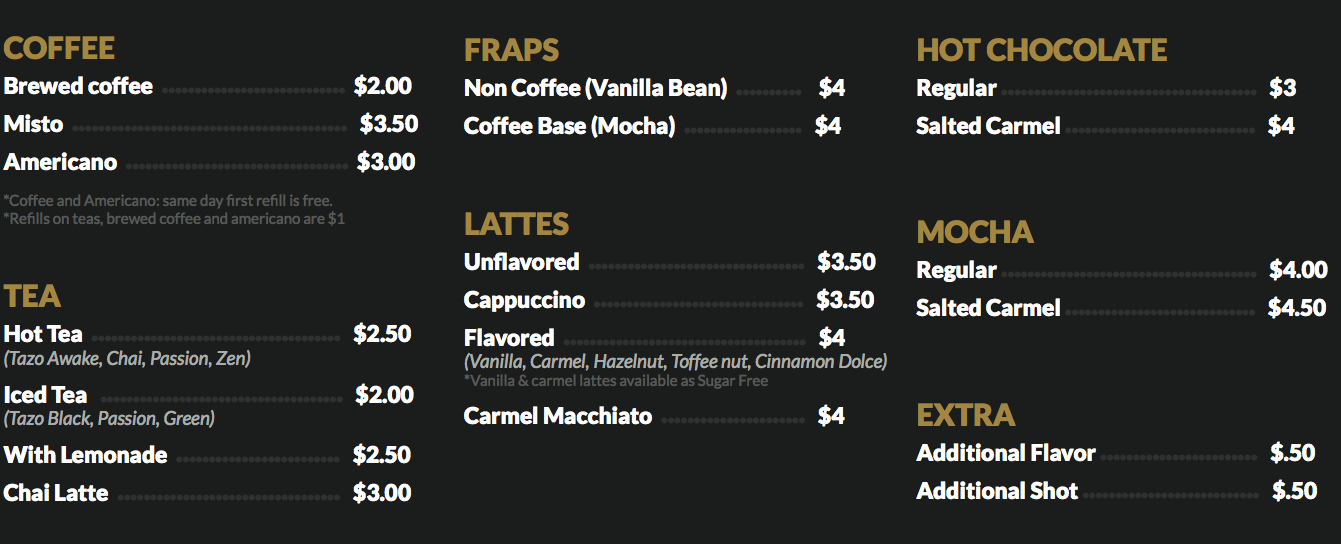 COFFEE
Brewed coffee $2.00
Misto $3.50
Americano $3.00
*Coffee and Americano: same day first refill is free.
*Refills on teas, brewed coffee and americano are $1
TEA
Hot Tea $2.50
(Tazo Awake, Chai, Passion, Zen)
Iced Tea $2.00
(Tazo Black, Passion, Green)
With Lemonade $2.50
Chai Latte $3.00
FRAPS
Non Coffee (Vanilla Bean) $4
Coffee Base (Mocha) $4
LATTES
Unflavored $3.50
Cappuccino $3.50
Flavored $4
(Vanilla, Carmel, Hazelnut, Toffee nut, Cinnamon Dolce)
*Vanilla & carmel lattes available as Sugar Free
Carmel Macchiato $4
HOT CHOCOLATE
Regular $3
Salted Carmel $4
MOCHA
Regular $4.00
Salted Carmel $4.50
EXTRA
Additional Flavor $.50
Additional Shot $.50